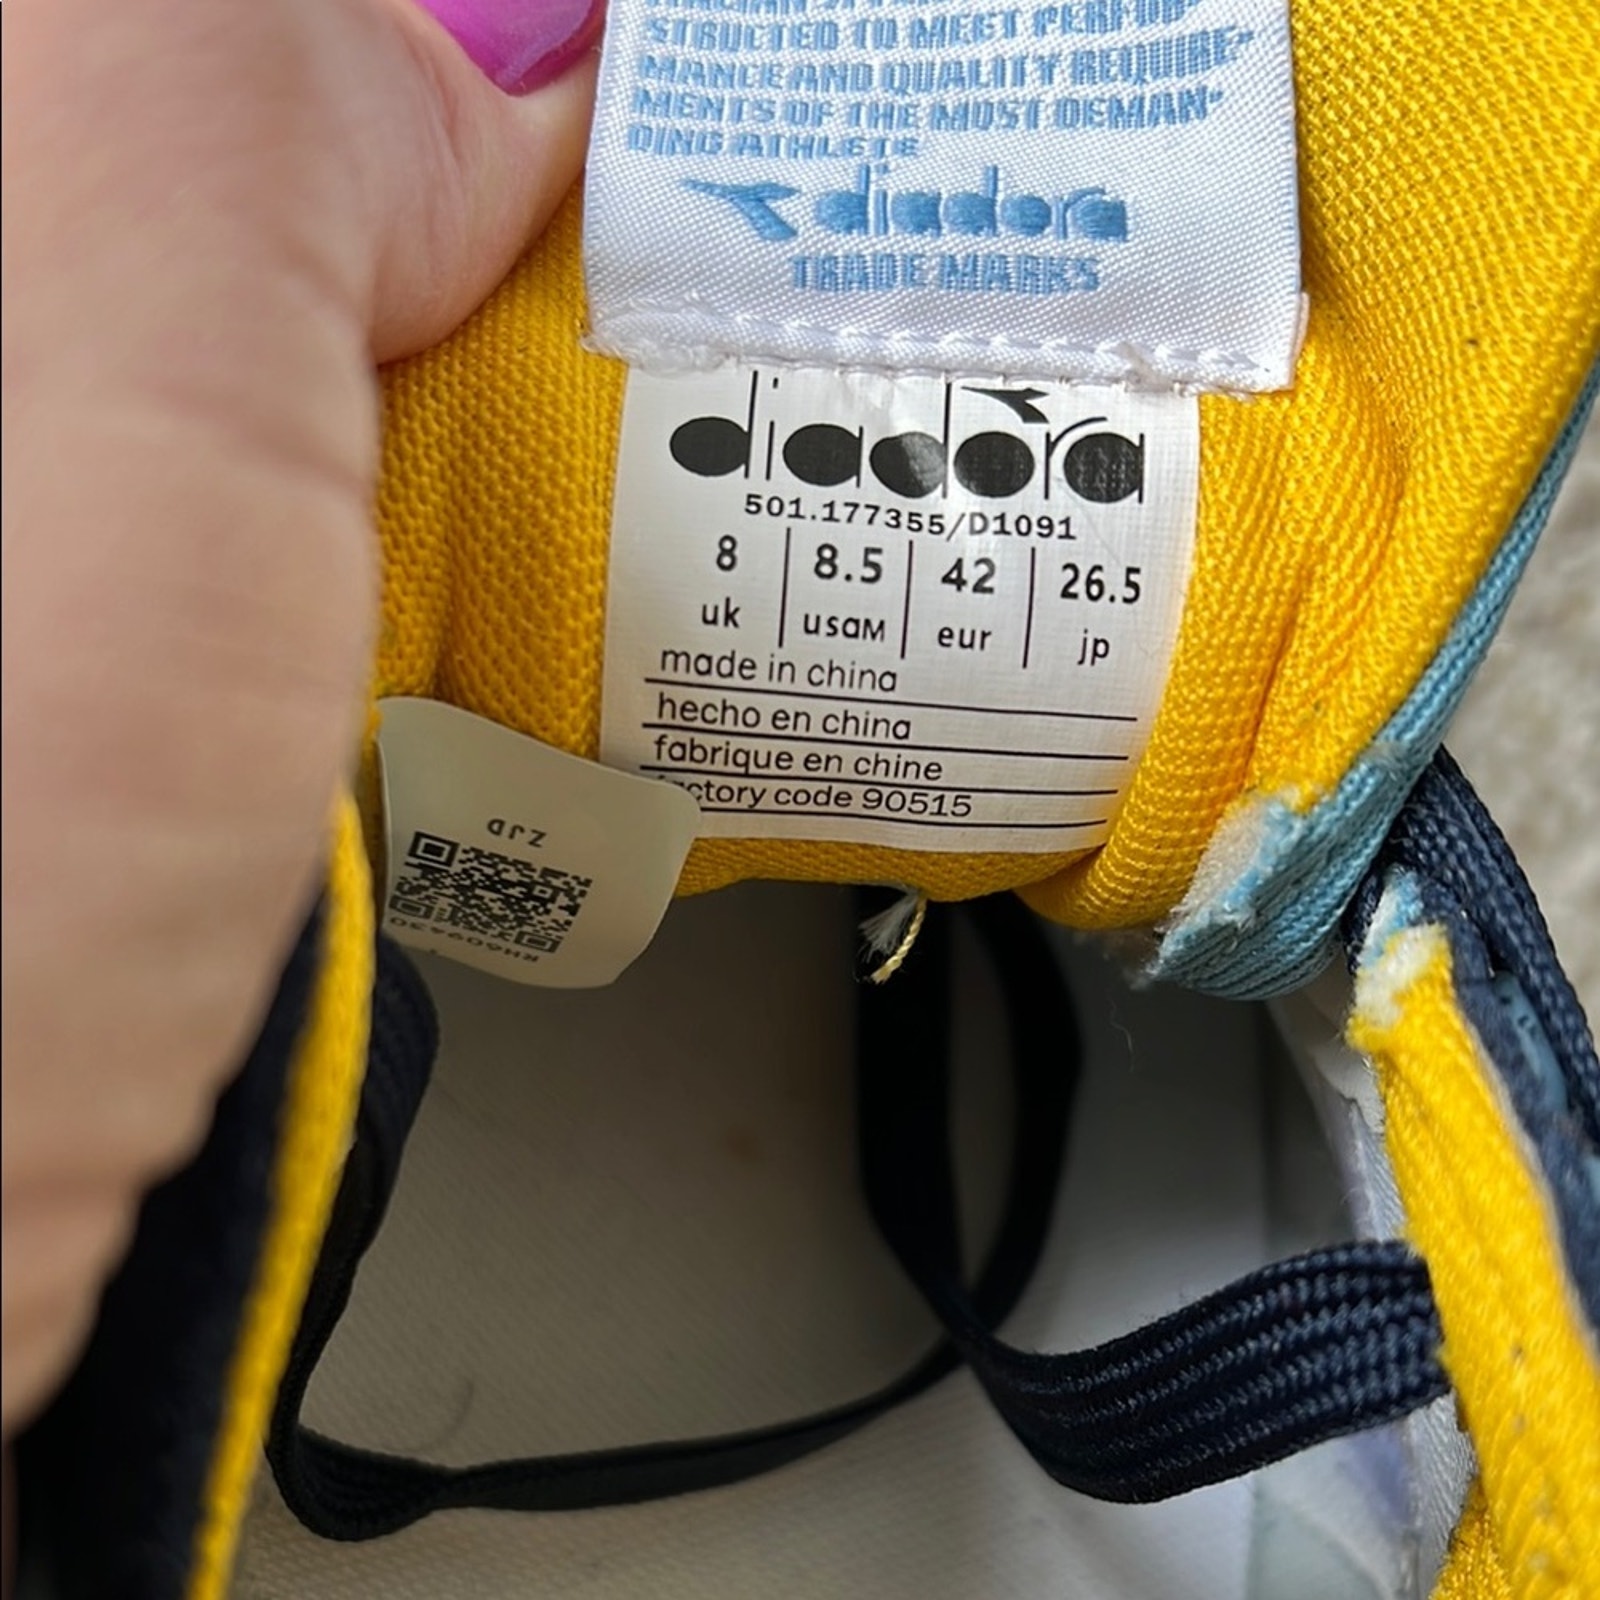 STRUCTED TO MEET PERFOR-
MANCE AND QUALITY REQUIRE-
MENTS OF THE MOST DEMAN-
DING ATHLETE
diadora
TRADE MARKS
diadora
501.177355/D1091
8 8.5 42 26.5
uk usaM eur jp
made in china
hecho en china
fabrique en chine
ctory code 90515
ZJD